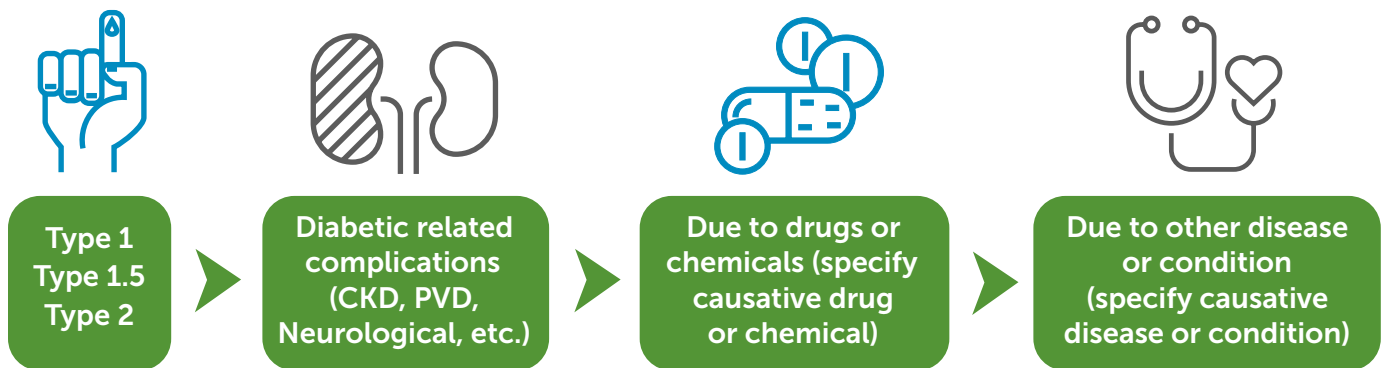 Type 1
Type 1.5
Type 2
Diabetic related
complications
(CKD, PVD,
Neurological, etc.)
Due to drugs or
chemicals (specify
causative drug
or chemical)
Due to other disease
or condition
(specify causative
disease or condition)